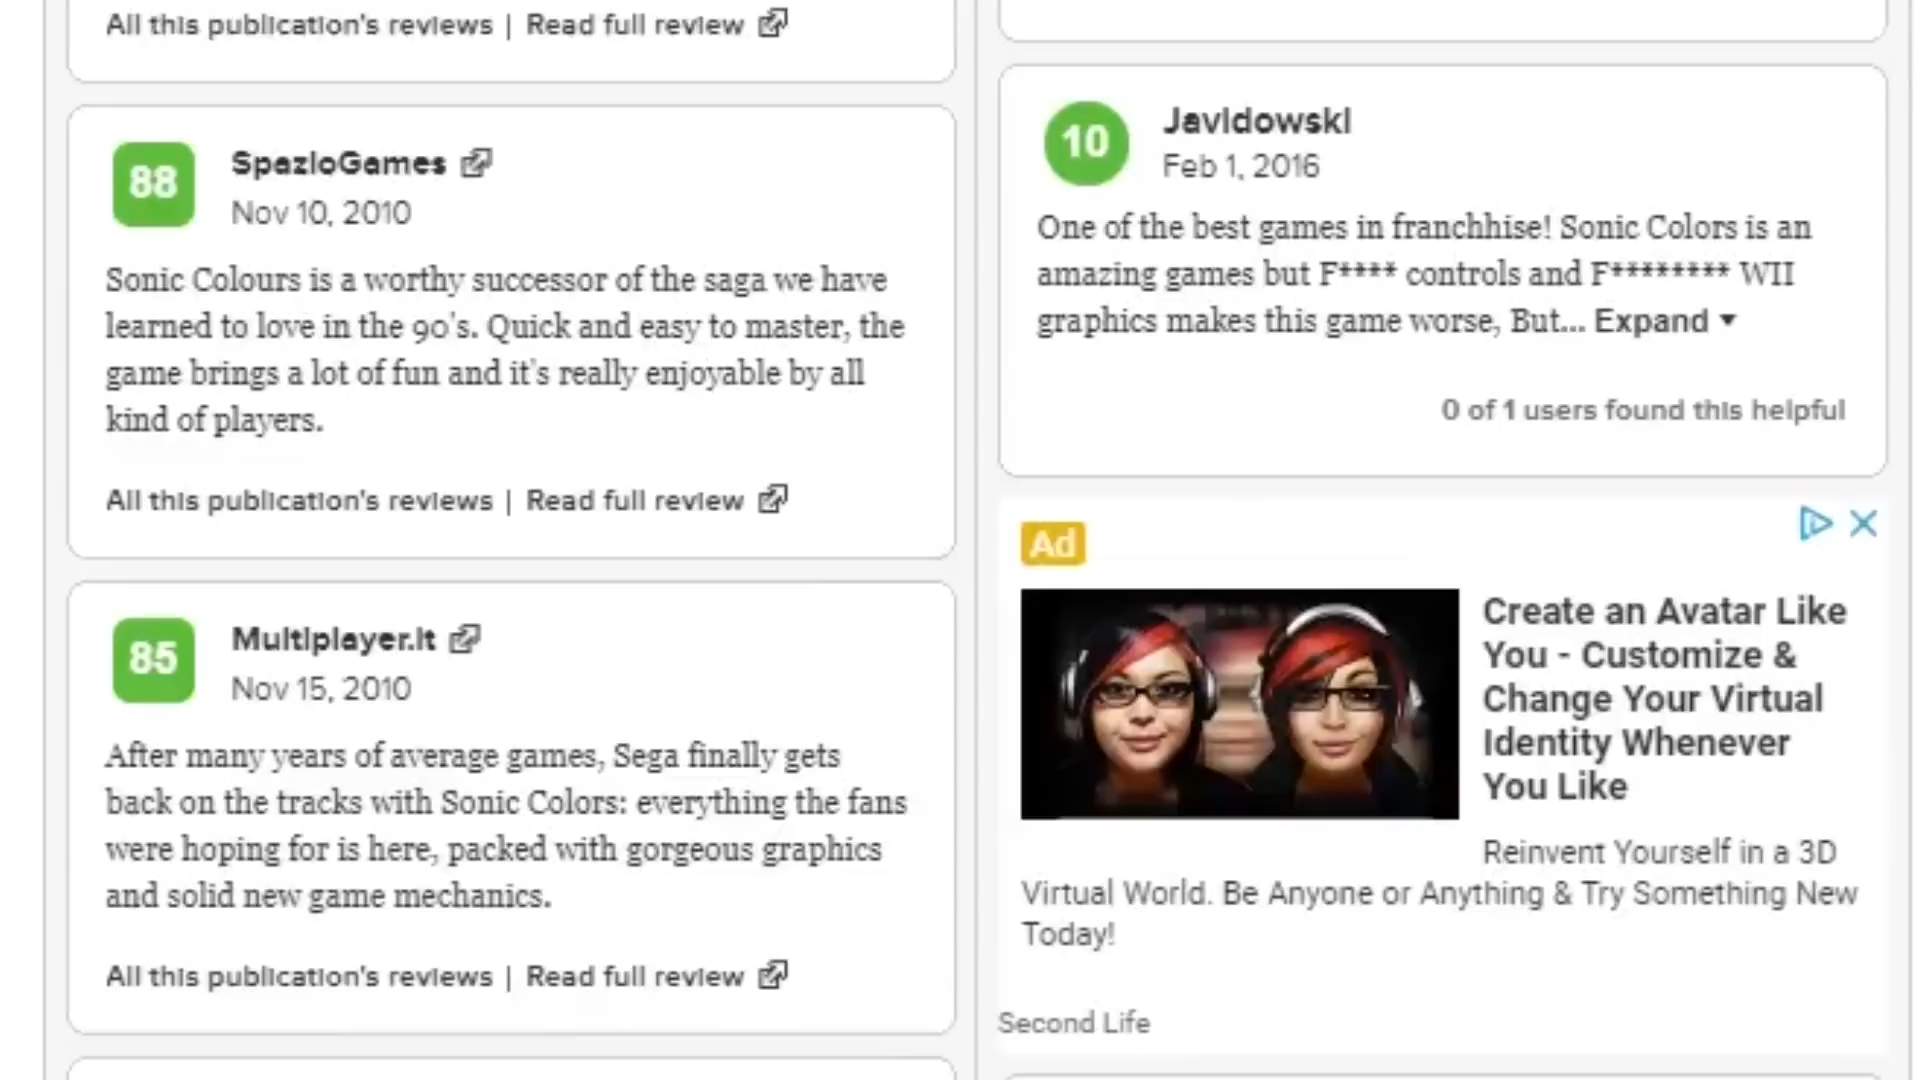 All this publication's reviews | Read full review
88
SpazioGames
Nov 10, 2010
Sonic Colours is a worthy successor of the saga we have
learned to love in the 90's. Quick and easy to master, the
game brings a lot of fun and it's really enjoyable by all
kind of players.
All this publication's reviews | Read full review
85
Multiplayer.it
Nov 15, 2010
After many years of average games, Sega finally gets
back on the tracks with Sonic Colors: everything the fans
were hoping for is here, packed with gorgeous graphics
and solid new game mechanics.
All this publication's reviews | Read full review
10
Javidowski
Feb 1, 2016
One of the best games in franchhise! Sonic Colors is an
amazing games but F**** controls and F******** WII
graphics makes this game worse, But... Expand
0 of 1 users found this helpful
Ad
Create an Avatar Like
You - Customize &
Change Your Virtual
Identity Whenever
You Like
Reinvent Yourself in a 3D
Virtual World. Be Anyone or Anything & Try Something New
Today!
Second Life